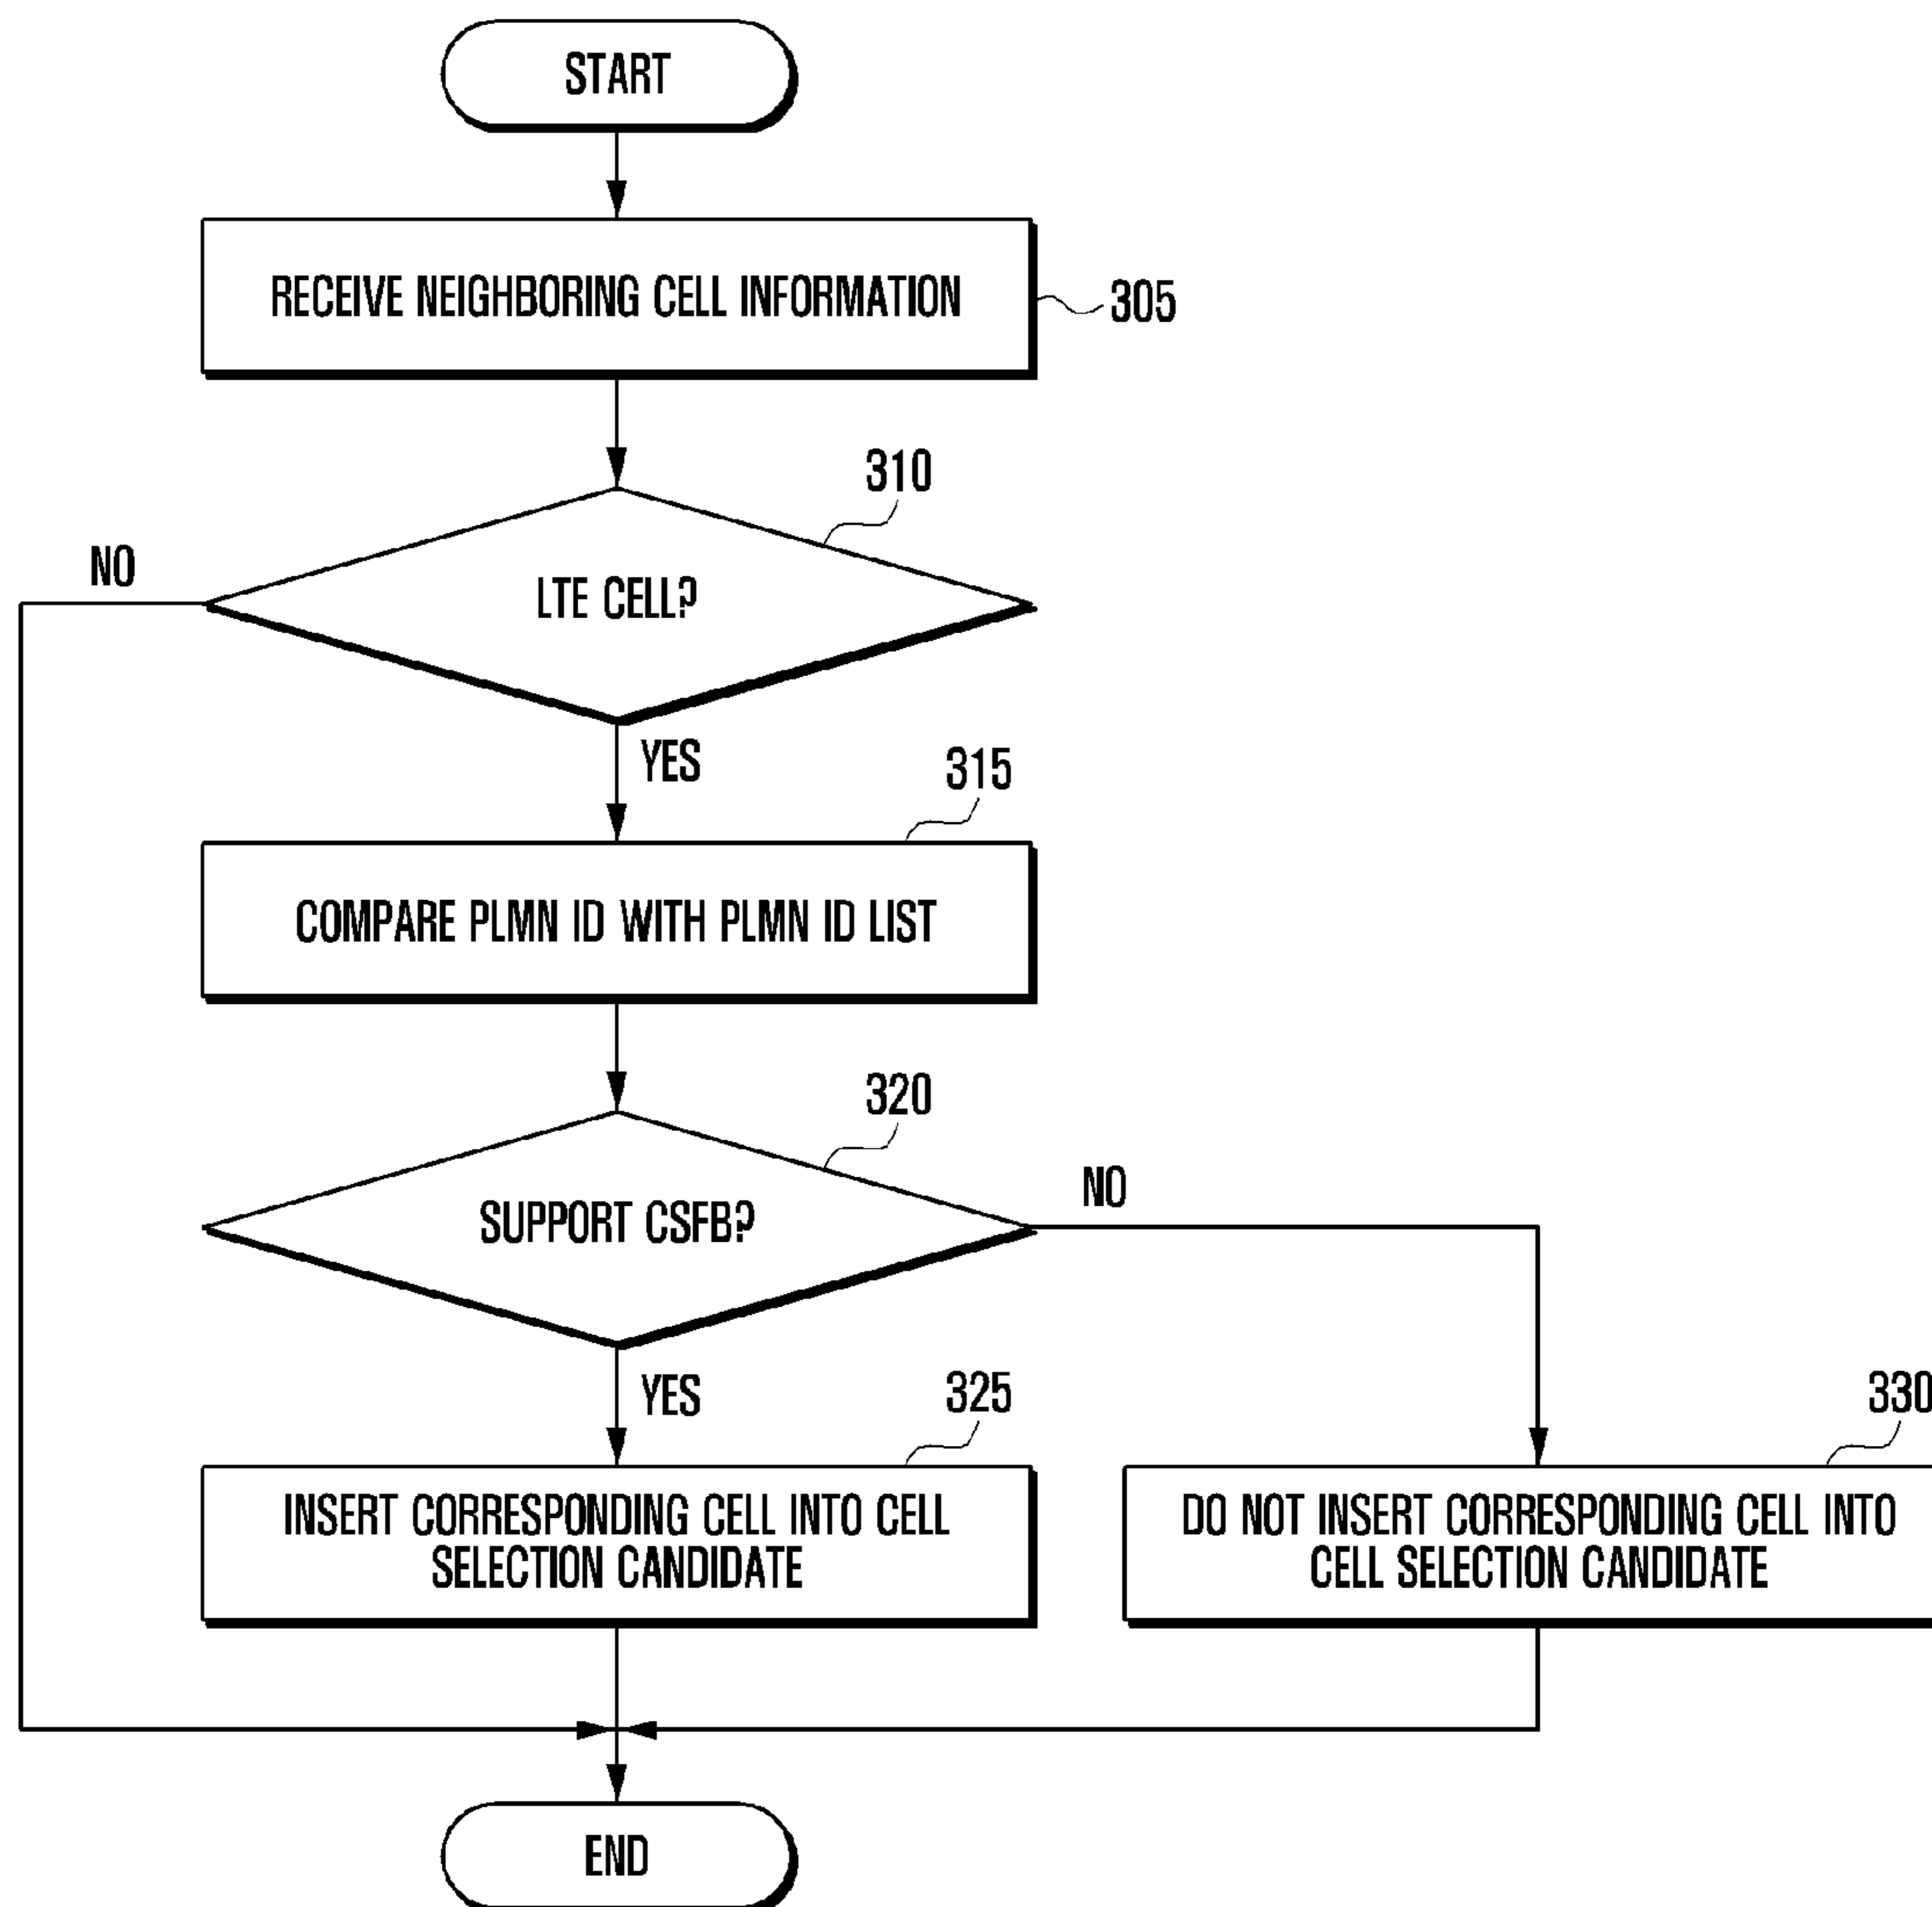 START
RECEIVE NEIGHBORING CELL INFORMATION
305
310
NO
LTE CELL?
YES
315
COMPARE PLMN ID WITH PLMN ID LIST
320
NO
SUPPORT CSFB?
YES
325
330
INSERT CORRESPONDING CELL INTO CELL
SELECTION CANDIDATE
DO NOT INSERT CORRESPONDING CELL INTO
CELL SELECTION CANDIDATE
END